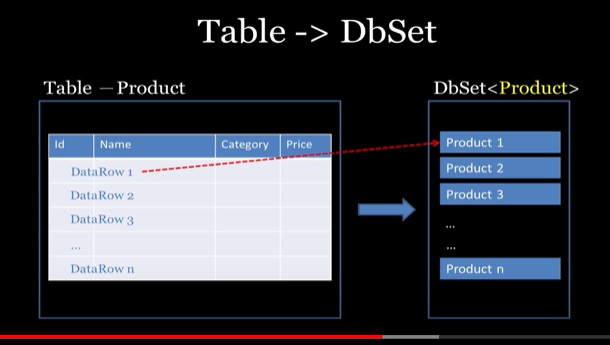 Table -> DbSet
Table — Product
Id Name Category Price
DataRow 1
DataRow 2
DataRow 3
...
DataRow n
DbSet<Product>
Product 1
Product 2
Product 3
...
...
Product n